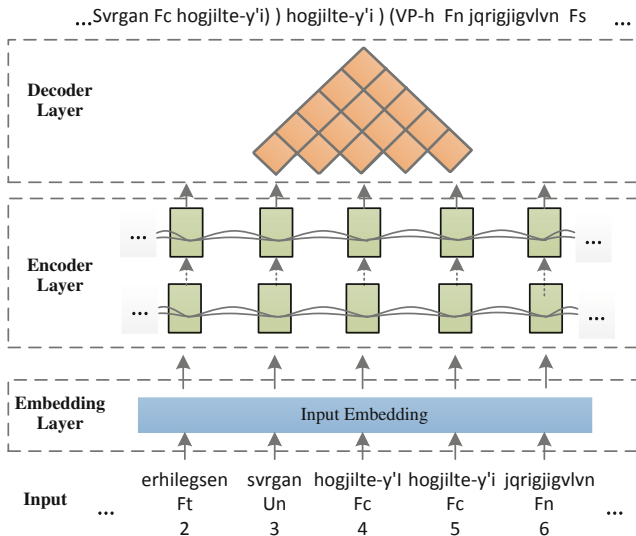 ...Svrgan Fc hogjilte-y'i) ) hogjilte-y'i ) (VP-h Fn jqrigjigvlvn Fs ...
Decoder
Layer
... ...
Encoder
Layer
... ...
Embedding
Layer
Input Embedding
erhilegsen svrgan hogjilte-y'I hogjilte-y'i jqrigjigvlvn
Input ... Ft Un Fc Fc Fn ...
2 3 4 5 6